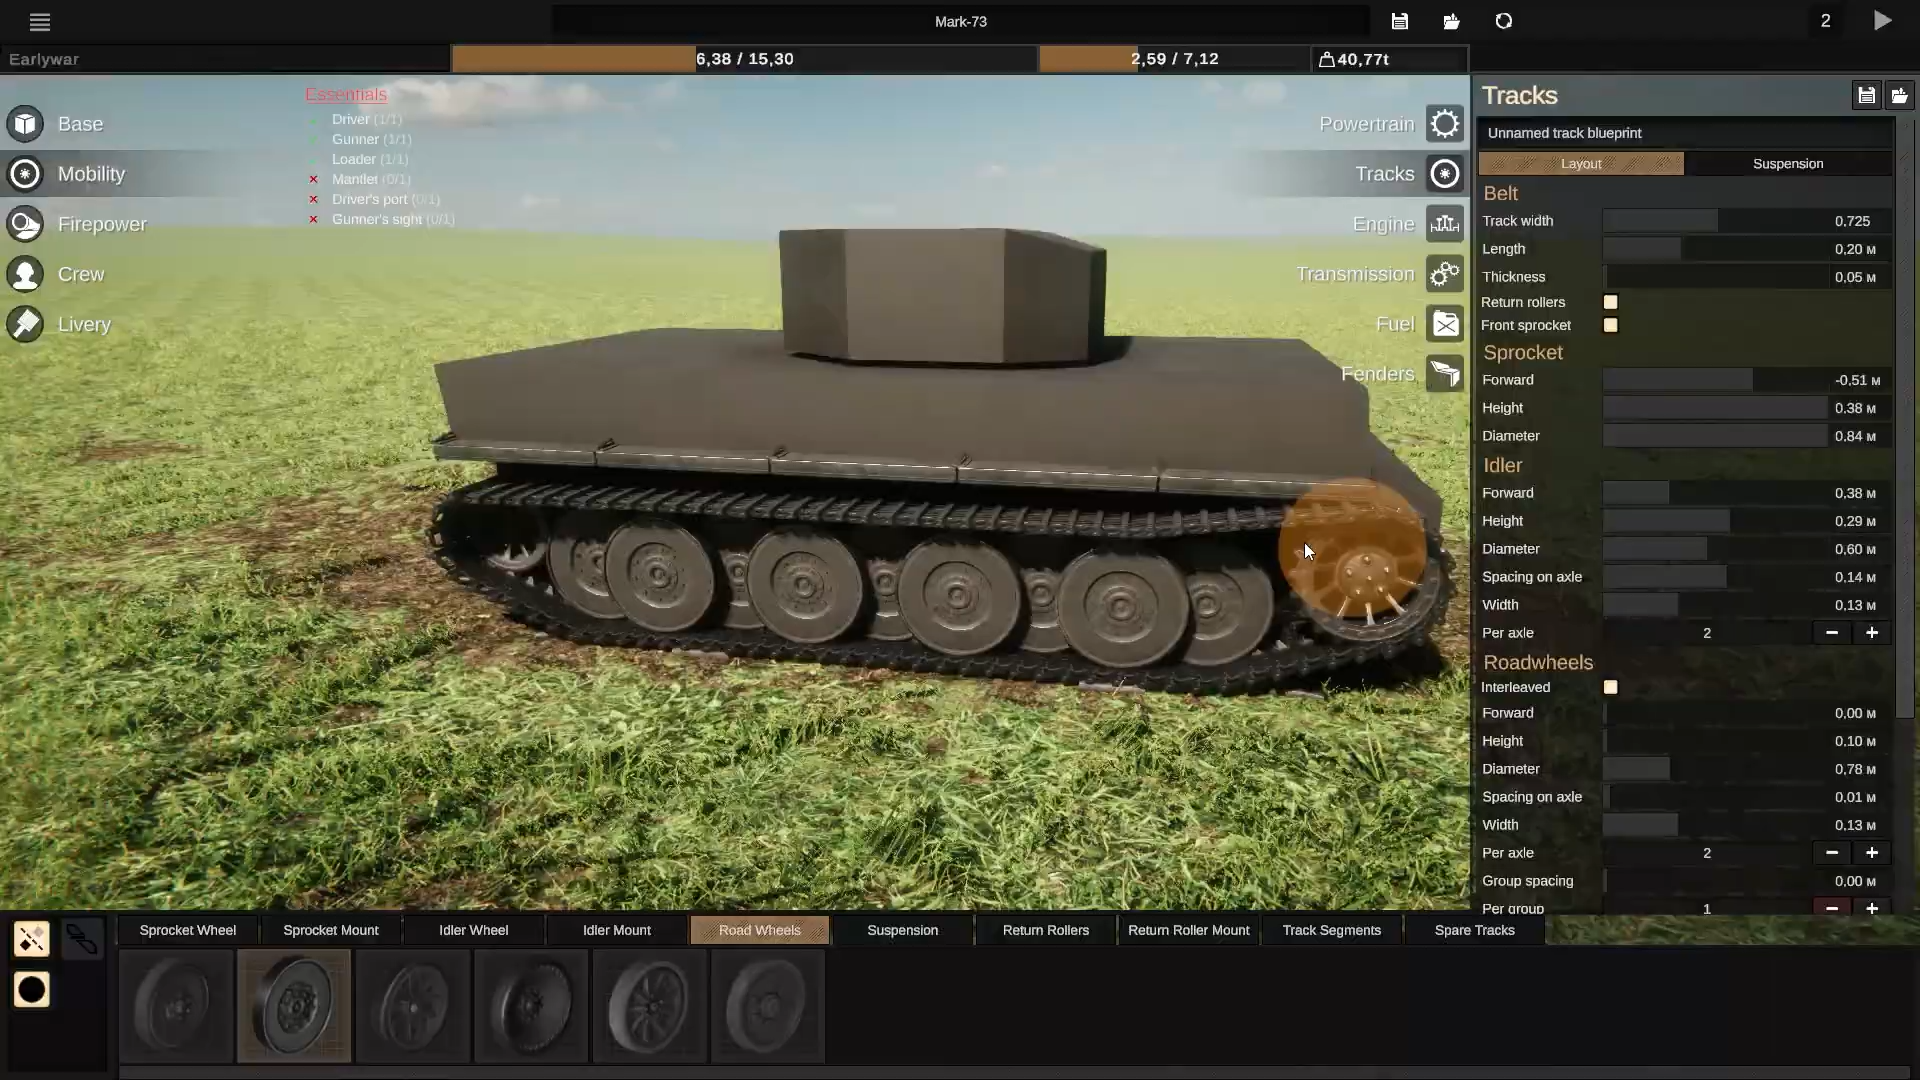 Mark-73
2
Earlywar
6,38 / 15,30
2,59 / 7,12
40,77t
Essentials
Driver (1/1)
Gunner (1/1)
Loader (1/1)
Mantlet (0/1)
Driver's port (0/1)
Gunner's sight (0/1)
Base
Mobility
Firepower
Crew
Livery
Powertrain
Tracks
Engine
Transmission
Fuel
Fenders
Tracks
Unnamed track blueprint
Layout
Suspension
Belt
Track width 0,725
Length 0,20 м
Thickness 0,05 м
Return rollers
Front sprocket
Sprocket
Forward -0,51 м
Height 0.38 м
Diameter 0.84 м
Idler
Forward 0.38 м
Height 0.29 м
Diameter 0,60 м
Spacing on axle 0.14 м
Width 0.13 м
Per axle 2 − +
Roadwheels
Interleaved
Forward 0,00 м
Height 0.10 м
Diameter 0,78 м
Spacing on axle 0.01 м
Width 0,13 м
Per axle 2 − +
Group spacing 0,00 м
Per group 1 − +
Sprocket Wheel
Sprocket Mount
Idler Wheel
Idler Mount
Road Wheels
Suspension
Return Rollers
Return Roller Mount
Track Segments
Spare Tracks